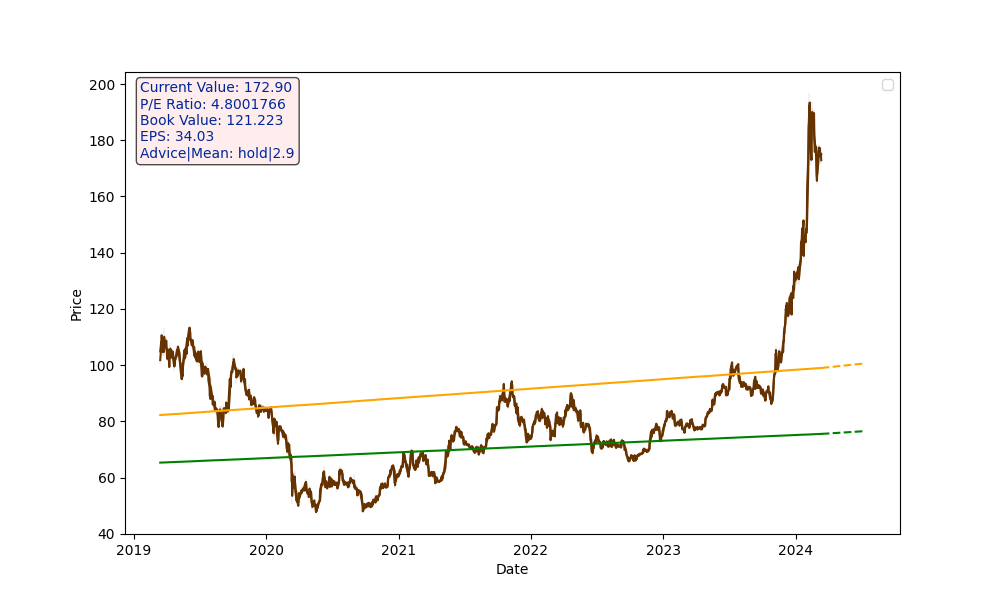 Current Value: 172.90
P/E Ratio: 4.8001766
Book Value: 121.223
EPS: 34.03
Advice|Mean: hold|2.9
200
180
160
140
120
100
80
60
40
Price
2019
2020
2021
2022
2023
2024
Date